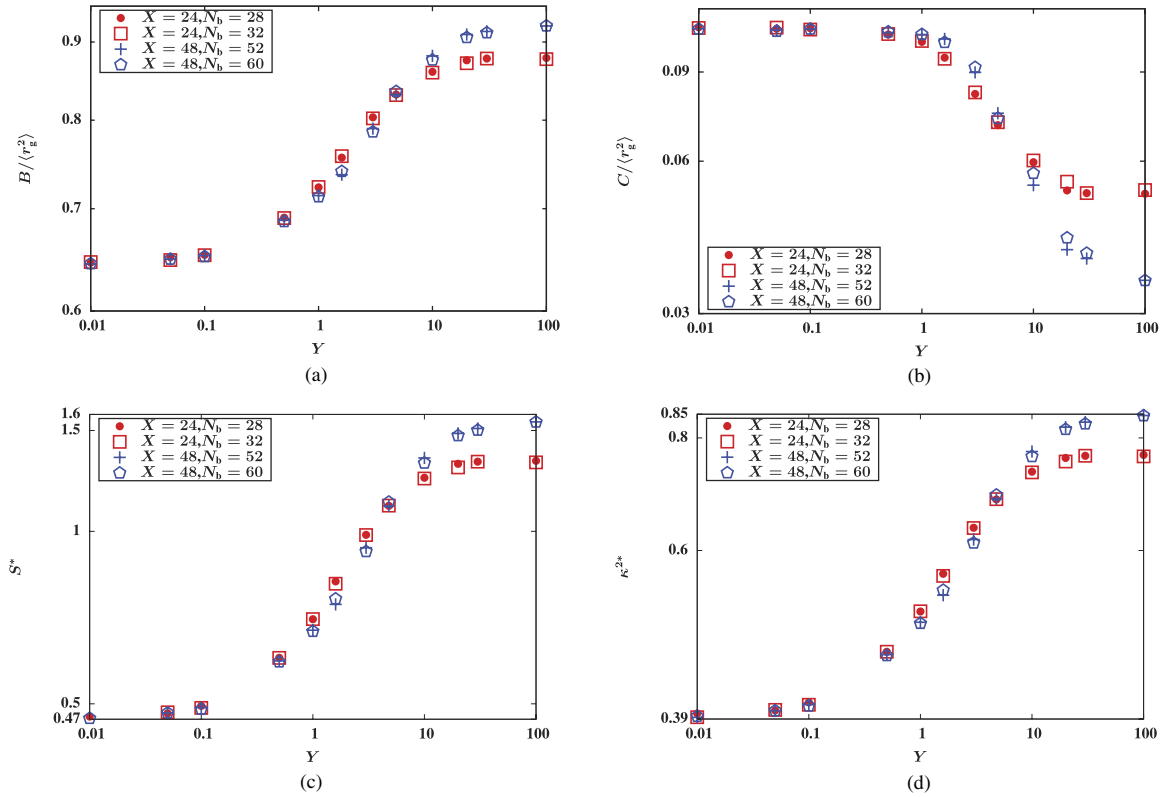 X = 24, N_b = 28
X = 24, N_b = 32
X = 48, N_b = 52
X = 48, N_b = 60
B/⟨r_g^2⟩
0.9
0.8
0.7
0.6
0.01 0.1 1 10 100
Y
(a)
C/⟨r_g^2⟩
0.09
0.06
0.03
X = 24, N_b = 28
X = 24, N_b = 32
X = 48, N_b = 52
X = 48, N_b = 60
0.01 0.1 1 10 100
Y
(b)
X = 24, N_b = 28
X = 24, N_b = 32
X = 48, N_b = 52
X = 48, N_b = 60
S*
1.6
1.5
1
0.5
0.47
0.01 0.1 1 10 100
Y
(c)
X = 24, N_b = 28
X = 24, N_b = 32
X = 48, N_b = 52
X = 48, N_b = 60
κ^2*
0.85
0.8
0.6
0.39
0.01 0.1 1 10 100
Y
(d)